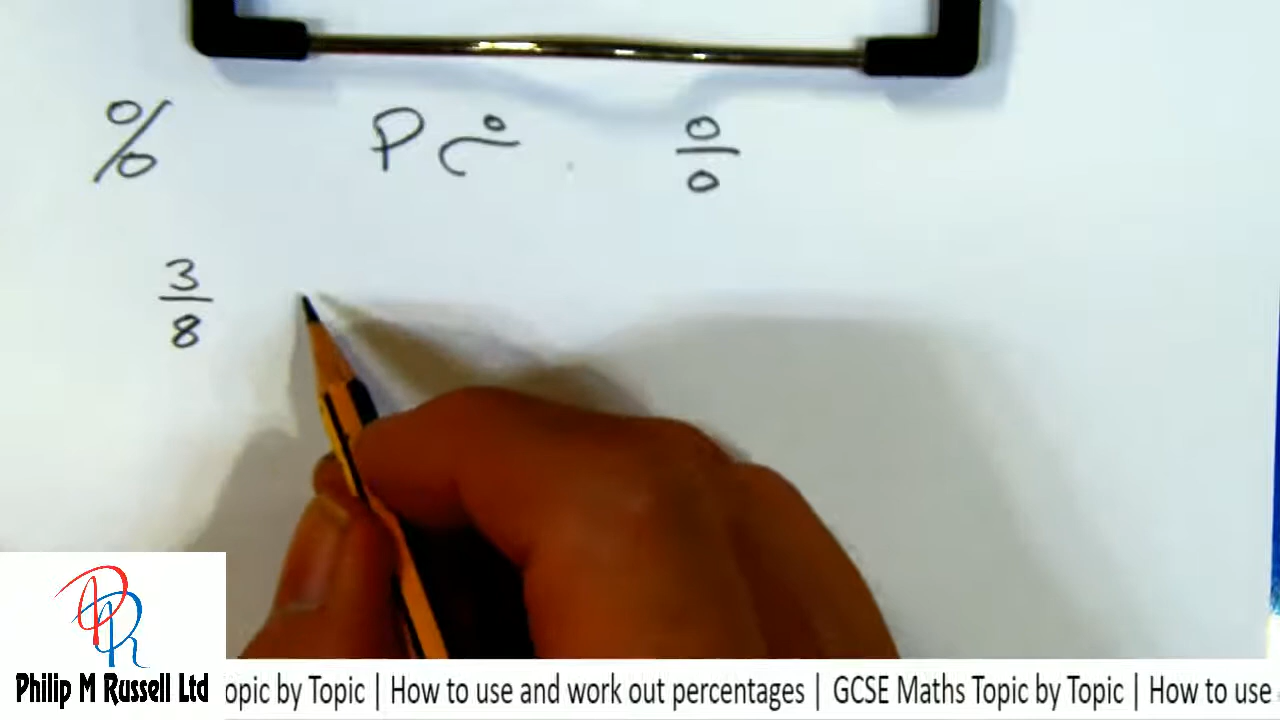 % P c° 0/0
3/8
Philip M Russell Ltd
opic by Topic | How to use and work out percentages | GCSE Maths Topic by Topic | How to use